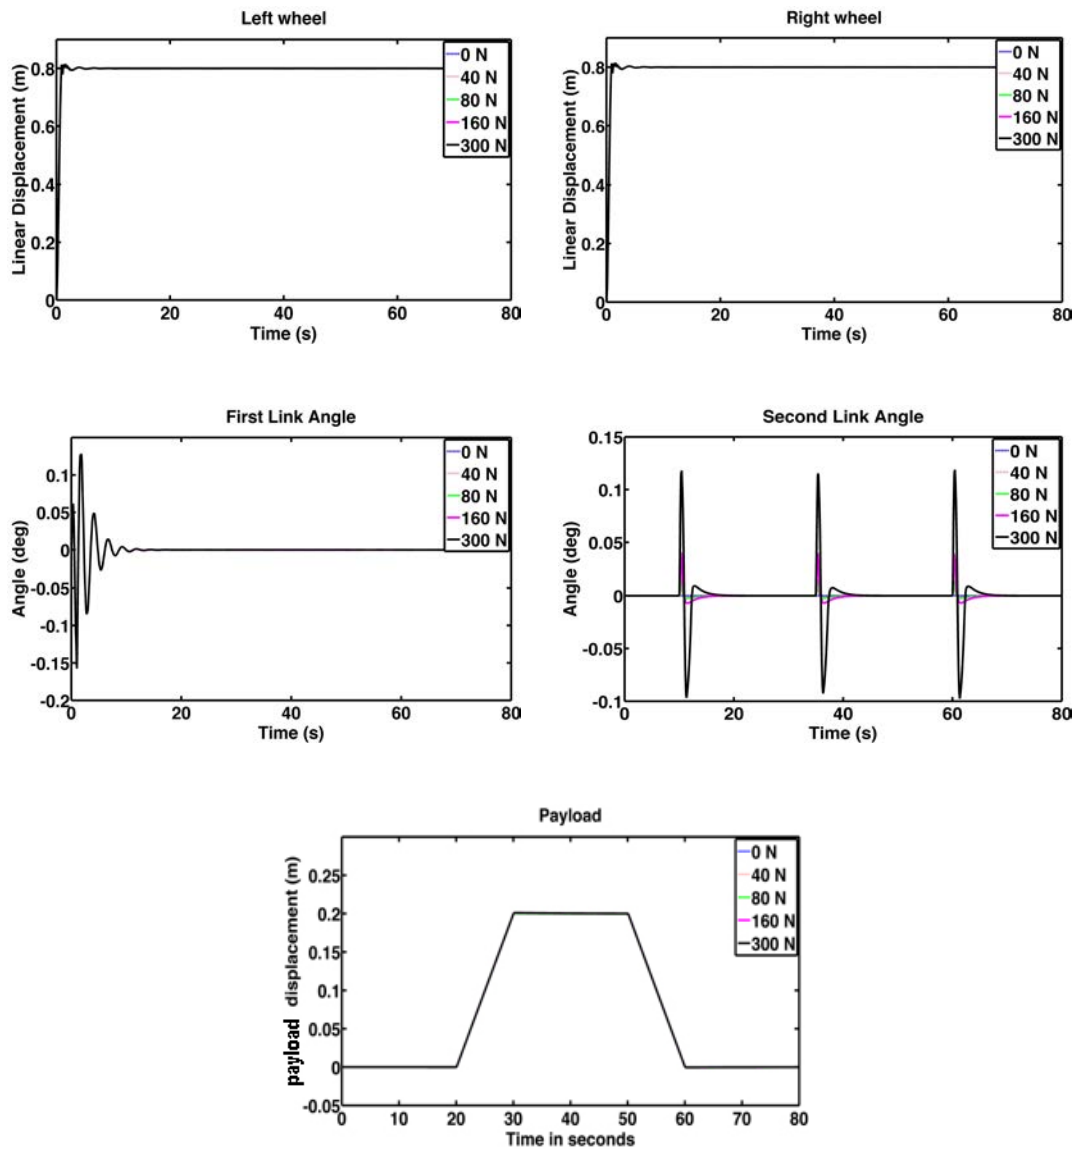 Left wheel
Linear Displacement (m)
0.8
0.6
0.4
0.2
0
0 20 40 60 80
Time (s)
0 N
40 N
80 N
160 N
300 N
Right wheel
Linear Displacement (m)
0.8
0.6
0.4
0.2
0
0 20 40 60 80
Time (s)
0 N
40 N
80 N
160 N
300 N
First Link Angle
Angle (deg)
0.1
0.05
0
-0.05
-0.1
-0.15
-0.2
0 20 40 60 80
Time (s)
0 N
40 N
80 N
160 N
300 N
Second Link Angle
Angle (deg)
0.15
0.1
0.05
0
-0.05
-0.1
0 20 40 60 80
Time (s)
0 N
40 N
80 N
160 N
300 N
Payload
payload displacement (m)
0.25
0.2
0.15
0.1
0.05
0
-0.05
0 10 20 30 40 50 60 70 80
Time in seconds
0 N
40 N
80 N
160 N
300 N